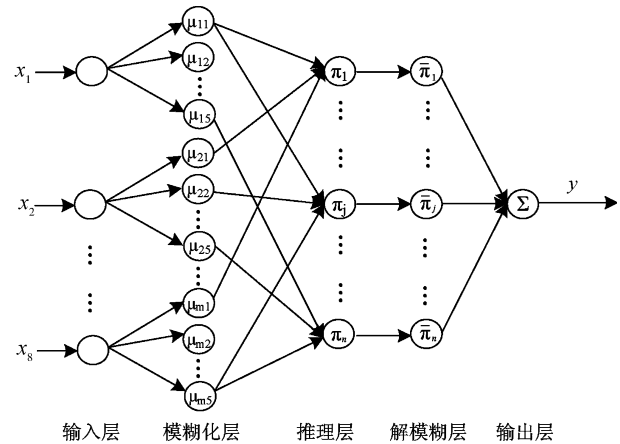 μ11
x1 μ12 π1 π̄1
μ15
μ21
x2 μ22 πj π̄j Σ y
μ25
μm1
x8 μm2 πn π̄n
μm5
输入层 模糊化层 推理层 解模糊层 输出层